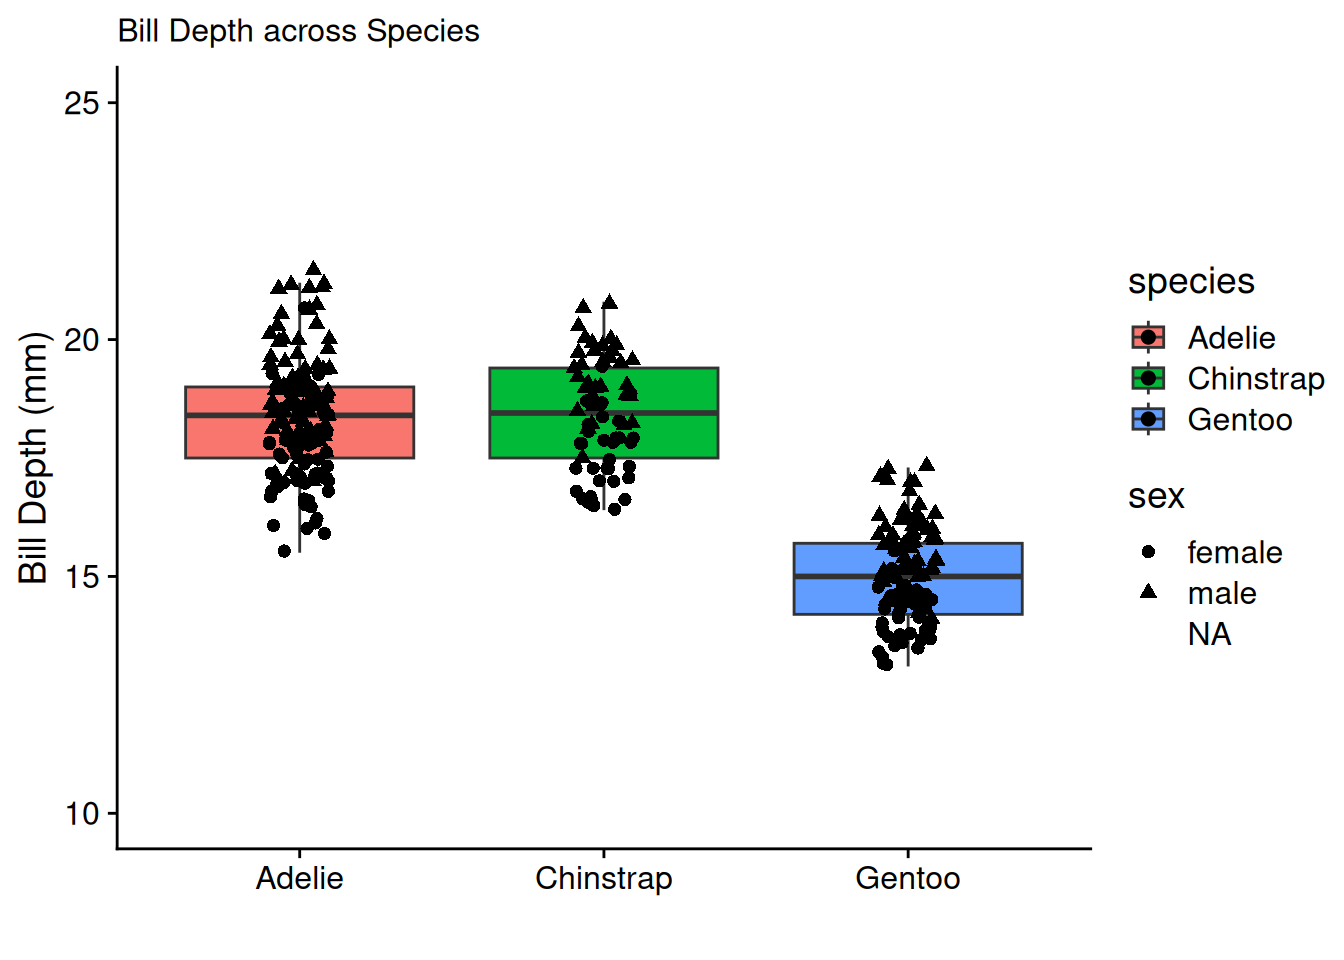 Bill Depth across Species
25
20
15
10
Bill Depth (mm)
Adelie
Chinstrap
Gentoo
species
Adelie
Chinstrap
Gentoo
sex
female
male
NA